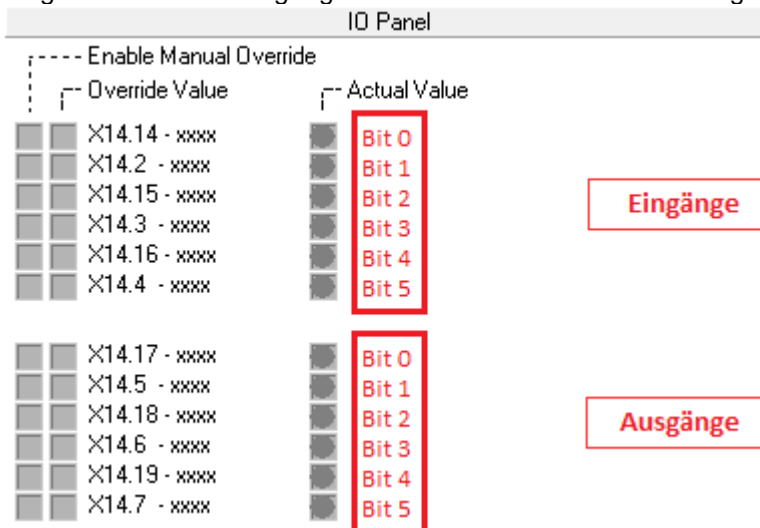 IO Panel
Enable Manual Override
Override Value Actual Value
X14.14 - xxxx Bit 0
X14.2 - xxxx Bit 1
X14.15 - xxxx Bit 2
X14.3 - xxxx Bit 3
X14.16 - xxxx Bit 4
X14.4 - xxxx Bit 5
Eingänge
X14.17 - xxxx Bit 0
X14.5 - xxxx Bit 1
X14.18 - xxxx Bit 2
X14.6 - xxxx Bit 3
X14.19 - xxxx Bit 4
X14.7 - xxxx Bit 5
Ausgänge